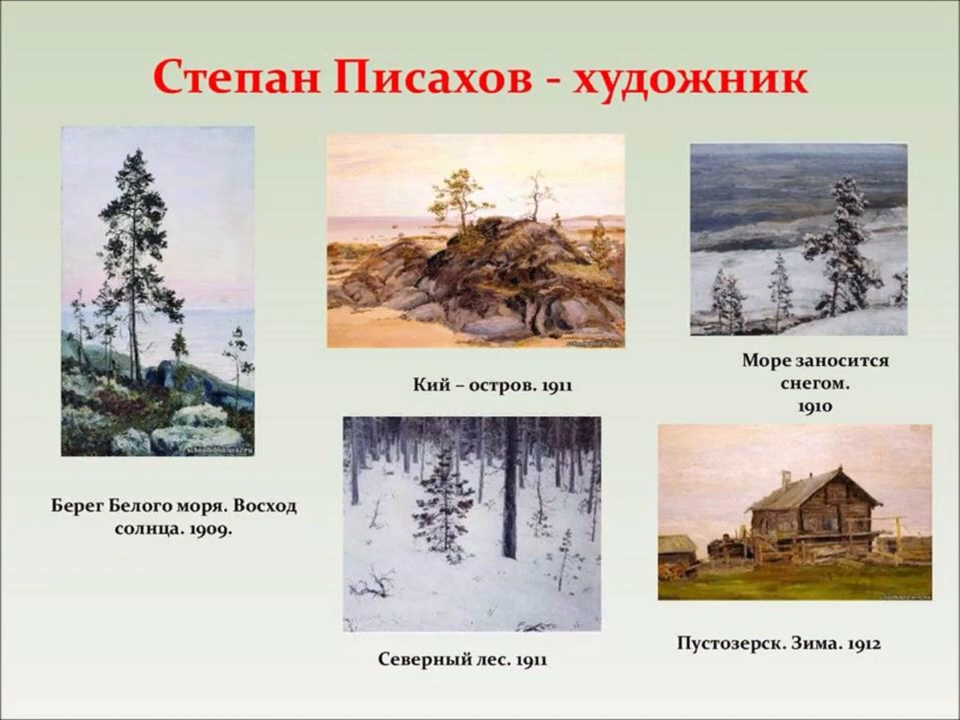 Степан Писахов - художник
Кий – остров. 1911
Море заносится
снегом.
1910
Берег Белого моря. Восход
солнца. 1909.
Северный лес. 1911
Пустозерск. Зима. 1912